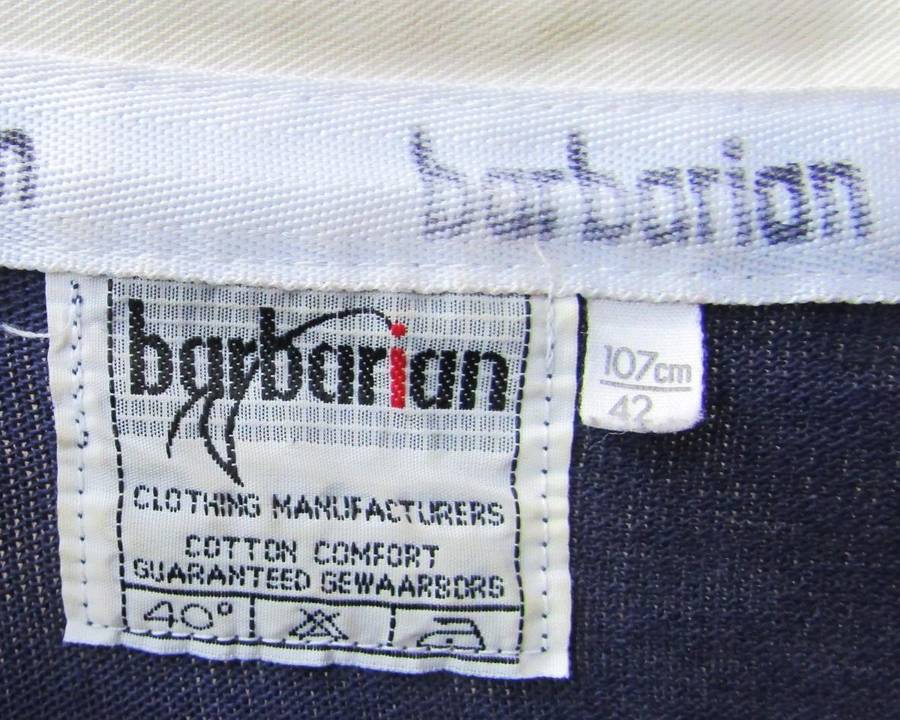 n
barbarian
barbarian
107cm
42
CLOTHING MANUFACTURERS
COTTON COMFORT
GUARANTEED GEWAARBORG
40°